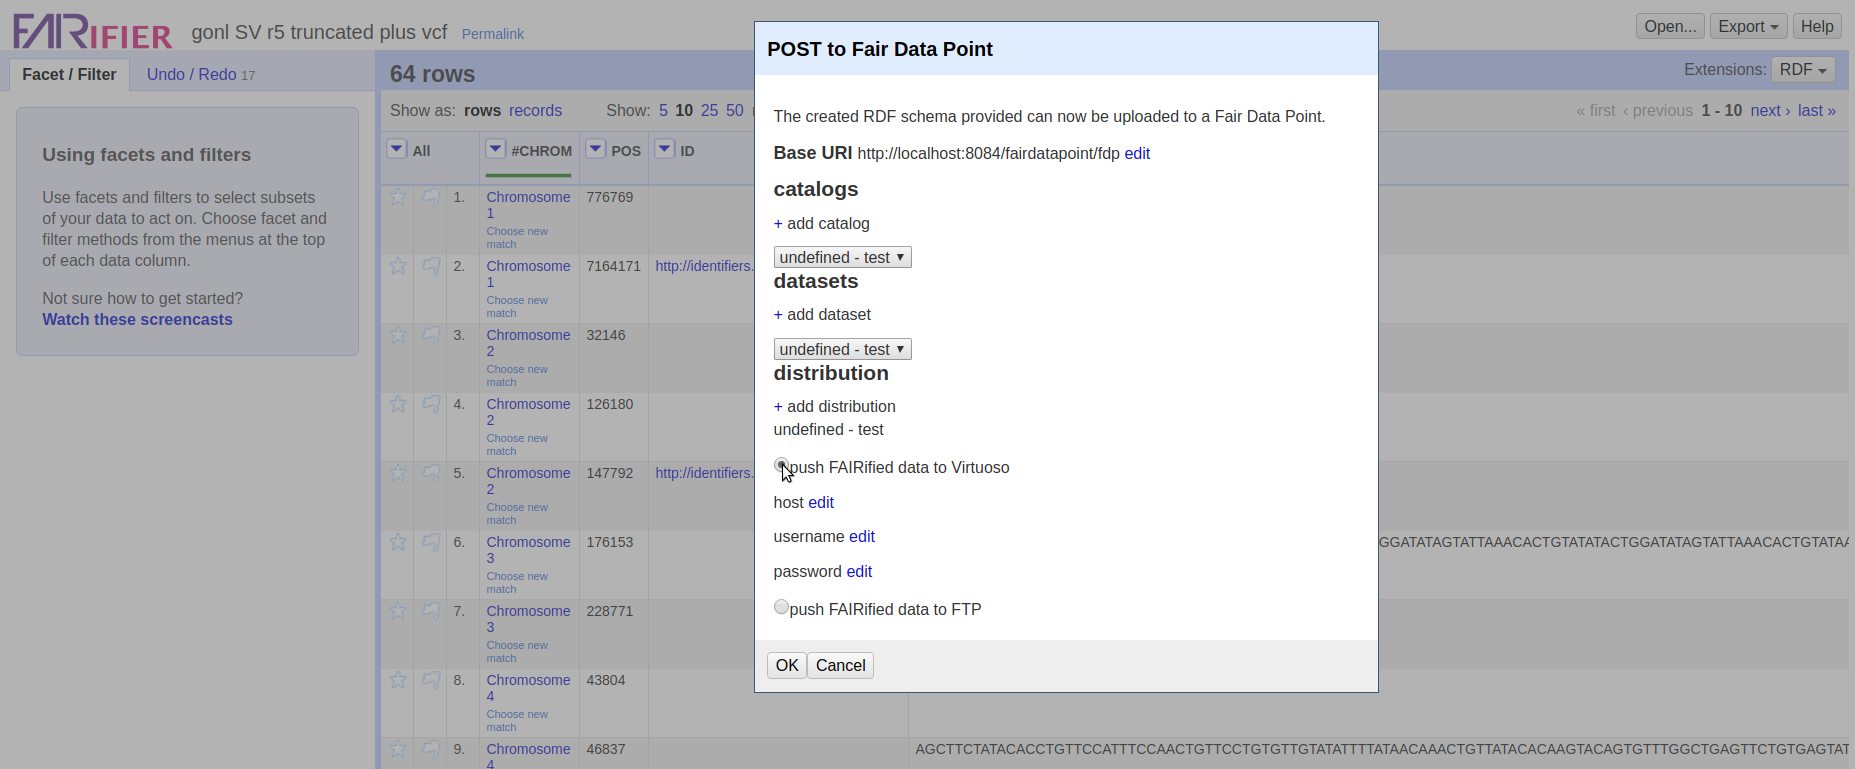 FAIRIFIER gonl SV r5 truncated plus vcf Permalink
Open... Export Help
Facet / Filter Undo / Redo 17
64 rows
Extensions: RDF
Show as: rows records Show: 5 10 25 50
« first ‹ previous 1 - 10 next › last »
Using facets and filters
Use facets and filters to select subsets
of your data to act on. Choose facet and
filter methods from the menus at the top
of each data column.
Not sure how to get started?
Watch these screencasts
All #CHROM POS ID
1. Chromosome 776769
1
Choose new
match
2. Chromosome 7164171 http://identifiers.
1
Choose new
match
3. Chromosome 32146
2
Choose new
match
4. Chromosome 126180
2
Choose new
match
5. Chromosome 147792 http://identifiers.
2
Choose new
match
6. Chromosome 176153 GGATATAGTATTAAACACTGTATATACTGGATATAGTATTAAACACTGTATAA
3
Choose new
match
7. Chromosome 228771
3
Choose new
match
8. Chromosome 43804
4
Choose new
match
9. Chromosome 46837 AGCTTCTATACACCTGTTCCATTTCCAACTGTTCCTGTGTTGTATATTTTATAACAAACTGTTATACACAAGTACAGTGTTTGGCTGAGTTCTGTGAGTAT
4
POST to Fair Data Point
The created RDF schema provided can now be uploaded to a Fair Data Point.
Base URI http://localhost:8084/fairdatapoint/fdp edit
catalogs
+ add catalog
undefined - test
datasets
+ add dataset
undefined - test
distribution
+ add distribution
undefined - test
push FAIRified data to Virtuoso
host edit
username edit
password edit
push FAIRified data to FTP
OK Cancel